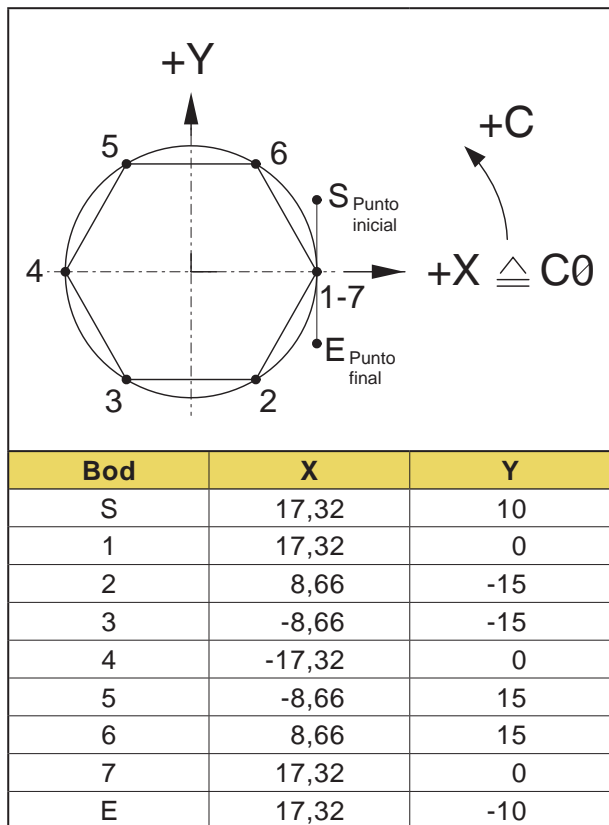 +Y
5
6
+C
S Punto
inicial
4
+X ≙ C0
1-7
E Punto
final
3
2
Bod X Y
S 17,32 10
1 17,32 0
2 8,66 -15
3 -8,66 -15
4 -17,32 0
5 -8,66 15
6 8,66 15
7 17,32 0
E 17,32 -10